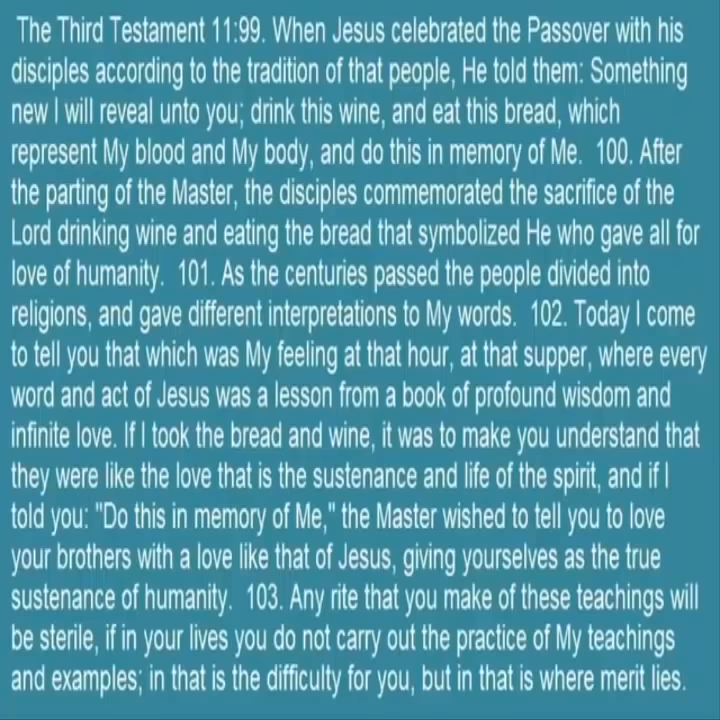 The Third Testament 11:99. When Jesus celebrated the Passover with his
disciples according to the tradition of that people, He told them: Something
new I will reveal unto you; drink this wine, and eat this bread, which
represent My blood and My body, and do this in memory of Me.  100. After
the parting of the Master, the disciples commemorated the sacrifice of the
Lord drinking wine and eating the bread that symbolized He who gave all for
love of humanity.  101. As the centuries passed the people divided into
religions, and gave different interpretations to My words.  102. Today I come
to tell you that which was My feeling at that hour, at that supper, where every
word and act of Jesus was a lesson from a book of profound wisdom and
infinite love. If I took the bread and wine, it was to make you understand that
they were like the love that is the sustenance and life of the spirit, and if I
told you: "Do this in memory of Me," the Master wished to tell you to love
your brothers with a love like that of Jesus, giving yourselves as the true
sustenance of humanity.  103. Any rite that you make of these teachings will
be sterile, if in your lives you do not carry out the practice of My teachings
and examples; in that is the difficulty for you, but in that is where merit lies.